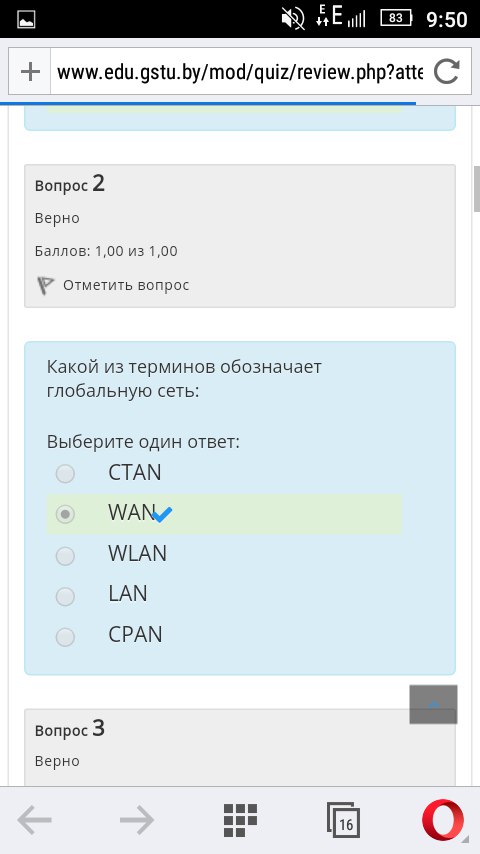 E E 83 9:50
www.edu.gstu.by/mod/quiz/review.php?atte
Вопрос 2
Верно
Баллов: 1,00 из 1,00
Отметить вопрос
Какой из терминов обозначает
глобальную сеть:
Выберите один ответ:
CTAN
WAN
WLAN
LAN
CPAN
Вопрос 3
Верно
16